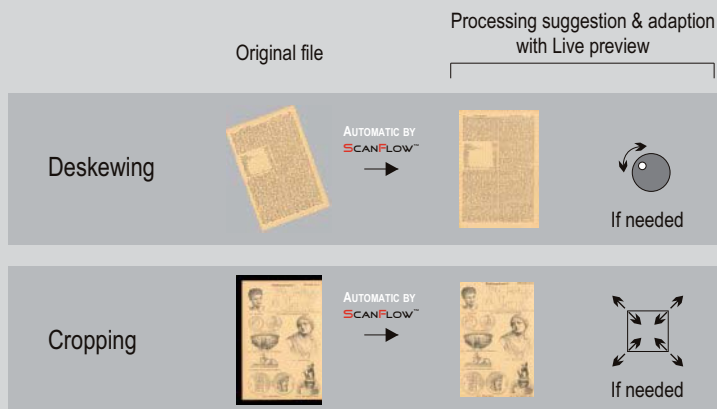 Processing suggestion & adaption
with Live preview
Original file
Deskewing
AUTOMATIC BY
SCANFLOW™
If needed
Cropping
AUTOMATIC BY
SCANFLOW™
If needed